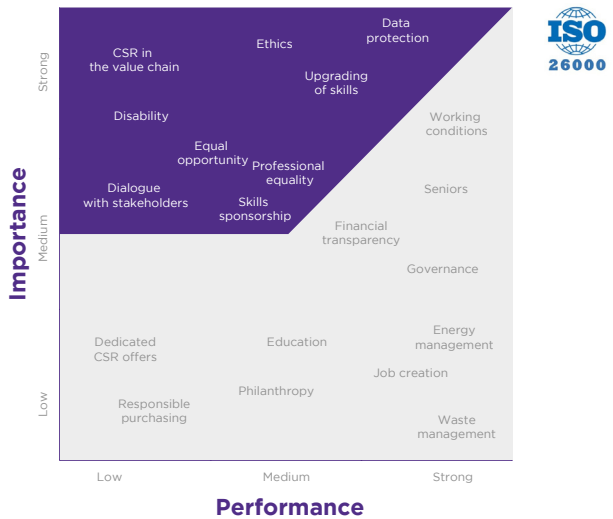 Data
protection
ISO
26000
Ethics
CSR in
the value chain
Upgrading
of skills
Strong
Disability
Working
conditions
Equal
opportunity
Professional
equality
Dialogue
with stakeholders
Skills
sponsorship
Seniors
Importance
Medium
Financial
transparency
Governance
Dedicated
CSR offers
Education
Energy
management
Job creation
Philanthropy
Low
Responsible
purchasing
Waste
management
Low
Medium
Strong
Performance